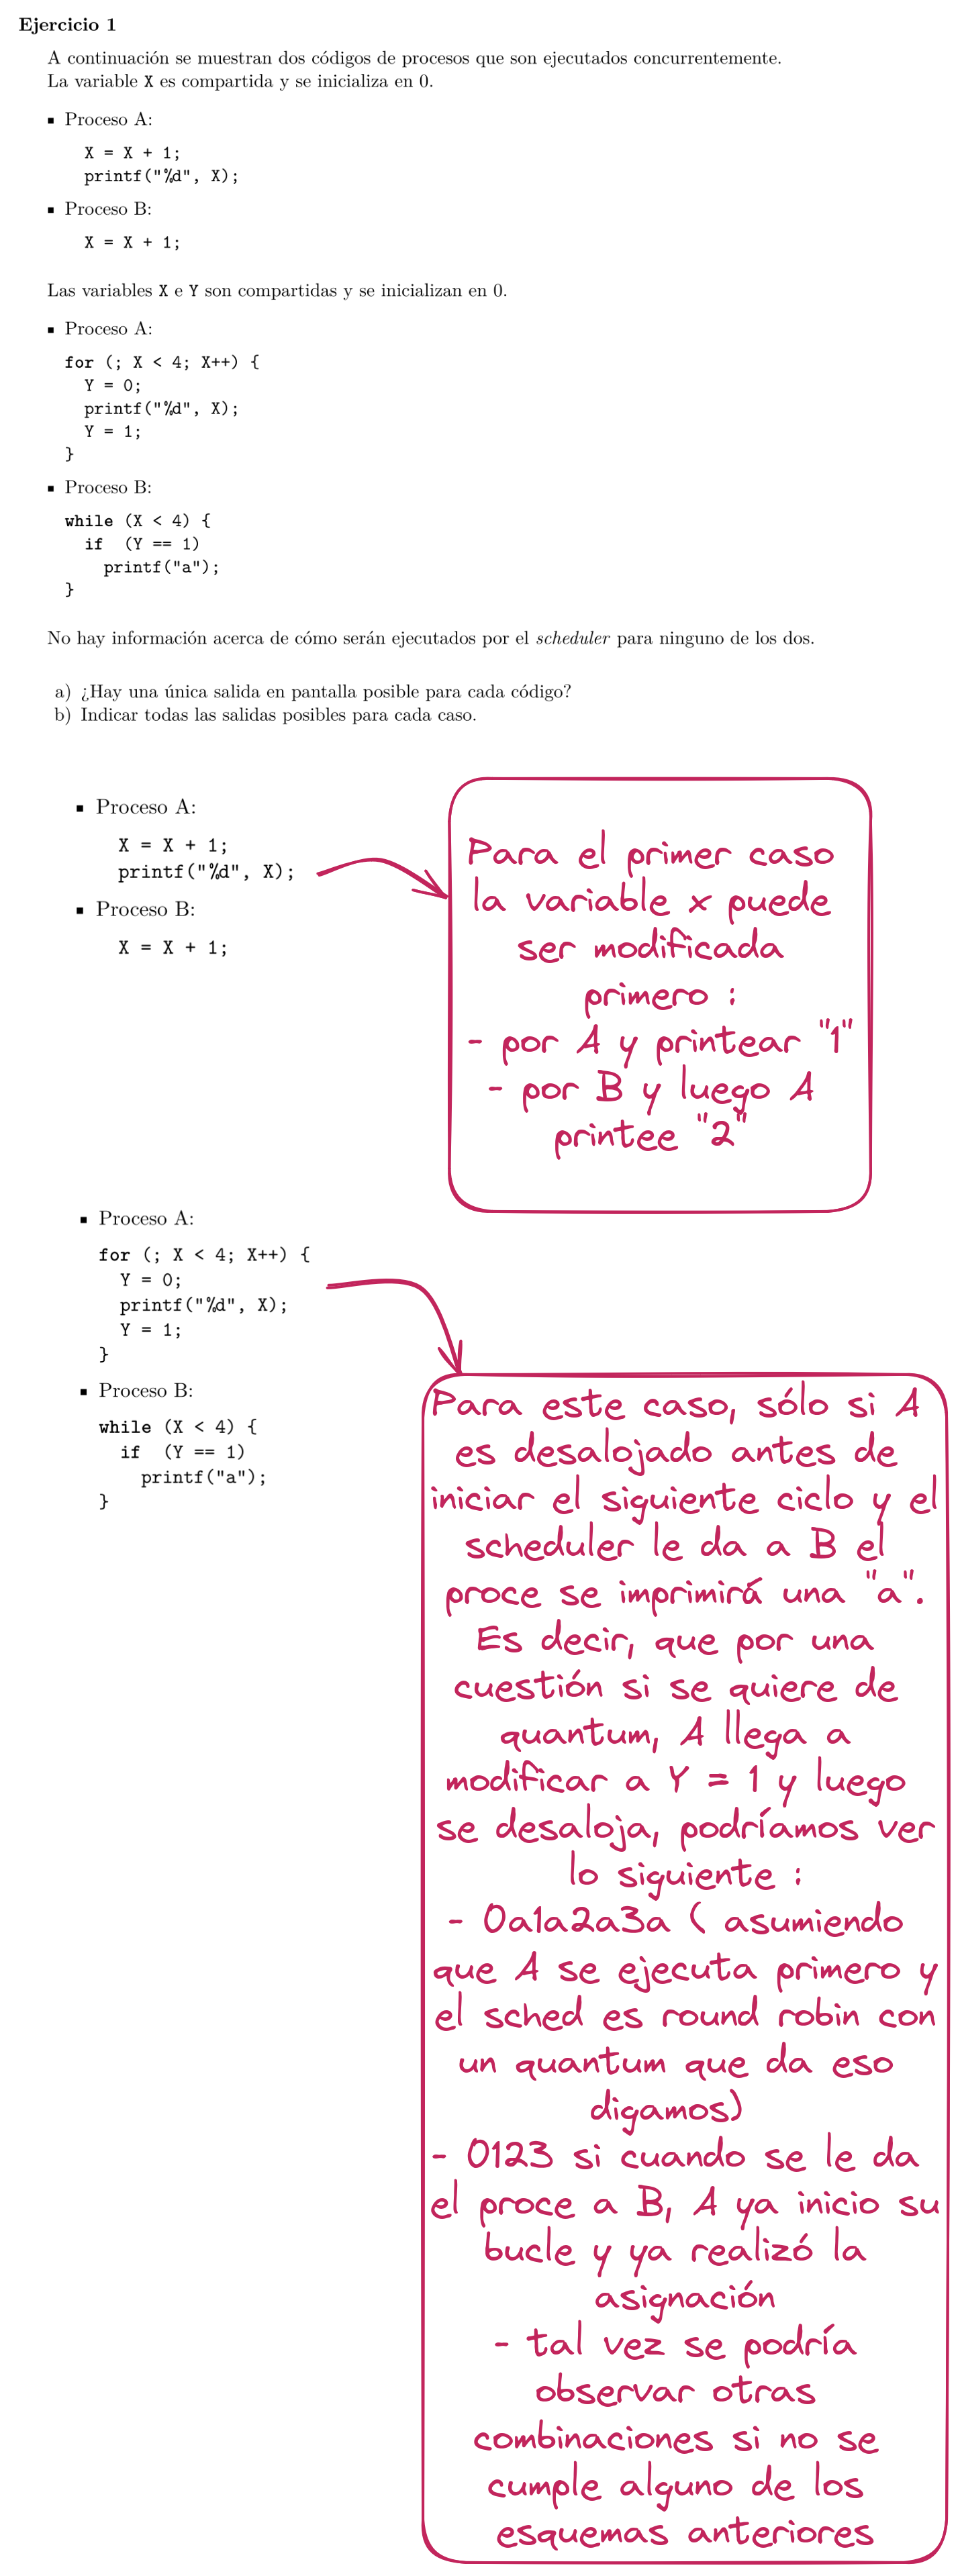 Ejercicio 1
A continuación se muestran dos códigos de procesos que son ejecutados concurrentemente.
La variable X es compartida y se inicializa en 0.
▪ Proceso A:
X = X + 1;
printf("%d", X);
▪ Proceso B:
X = X + 1;
Las variables X e Y son compartidas y se inicializan en 0.
▪ Proceso A:
for (; X < 4; X++) {
Y = 0;
printf("%d", X);
Y = 1;
}
▪ Proceso B:
while (X < 4) {
if (Y == 1)
printf("a");
}
No hay información acerca de cómo serán ejecutados por el scheduler para ninguno de los dos.
a) ¿Hay una única salida en pantalla posible para cada código?
b) Indicar todas las salidas posibles para cada caso.
▪ Proceso A:
X = X + 1;
printf("%d", X);
▪ Proceso B:
X = X + 1;
Para el primer caso
la variable x puede
ser modificada
primero :
- por A y printear "1"
- por B y luego A
printee "2"
▪ Proceso A:
for (; X < 4; X++) {
Y = 0;
printf("%d", X);
Y = 1;
}
▪ Proceso B:
while (X < 4) {
if (Y == 1)
printf("a");
}
Para este caso, sólo si A
es desalojado antes de
iniciar el siguiente ciclo y el
scheduler le da a B el
proce se imprimirá una "a".
Es decir, que por una
cuestión si se quiere de
quantum, A llega a
modificar a Y = 1 y luego
se desaloja, podríamos ver
lo siguiente :
- 0a1a2a3a ( asumiendo
que A se ejecuta primero y
el sched es round robin con
un quantum que da eso
digamos)
- 0123 si cuando se le da
el proce a B, A ya inicio su
bucle y ya realizó la
asignación
- tal vez se podría
observar otras
combinaciones si no se
cumple alguno de los
esquemas anteriores